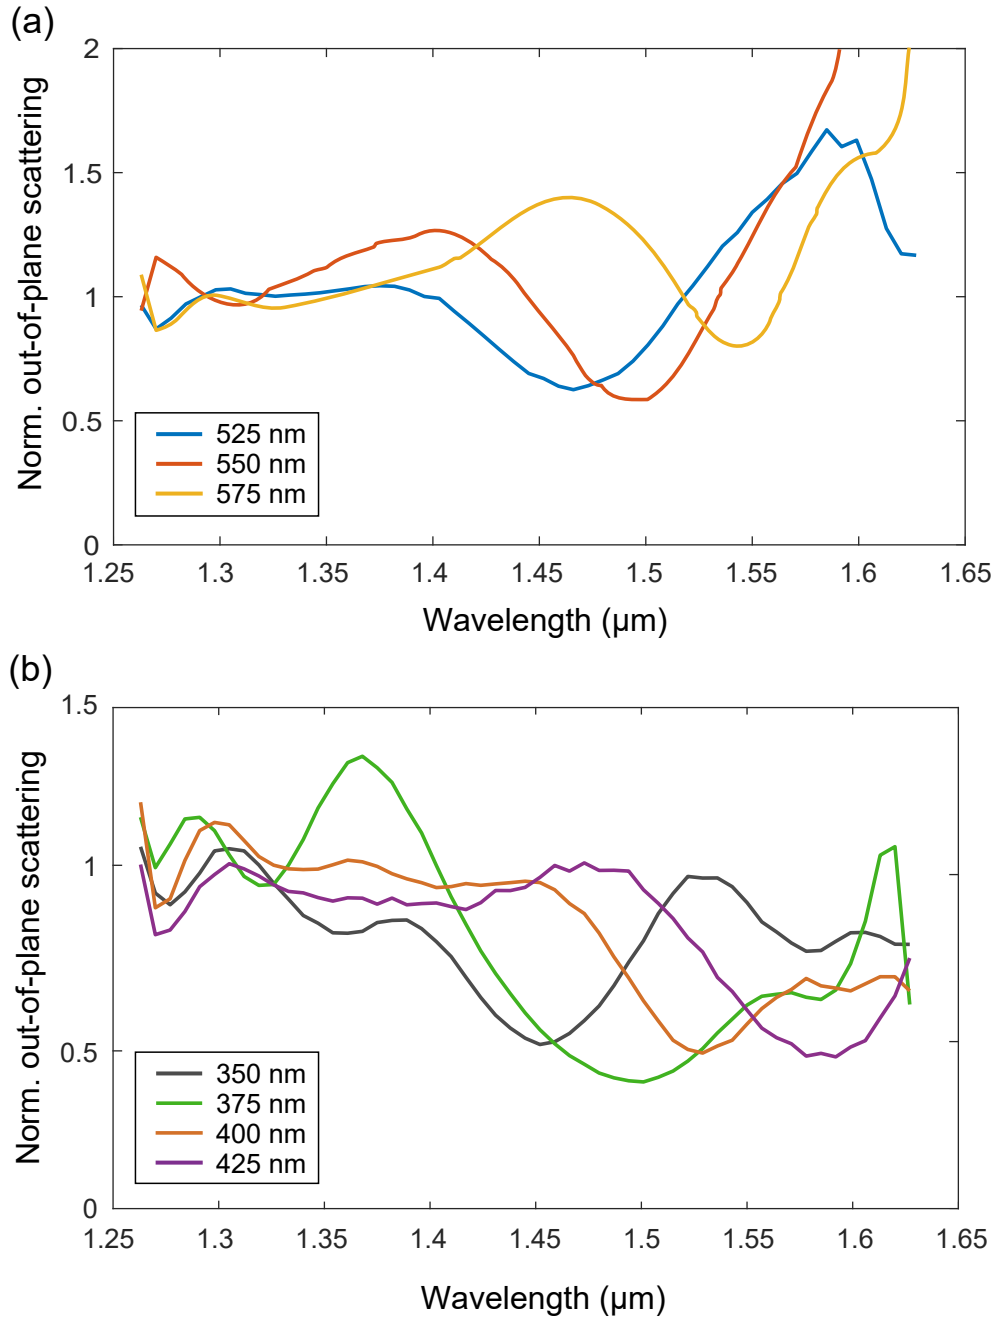 (a)
Norm. out-of-plane scattering
2
1.5
1
0.5
0
525 nm
550 nm
575 nm
1.25 1.3 1.35 1.4 1.45 1.5 1.55 1.6 1.65
Wavelength (µm)
(b)
Norm. out-of-plane scattering
1.5
1
0.5
0
350 nm
375 nm
400 nm
425 nm
1.25 1.3 1.35 1.4 1.45 1.5 1.55 1.6 1.65
Wavelength (µm)